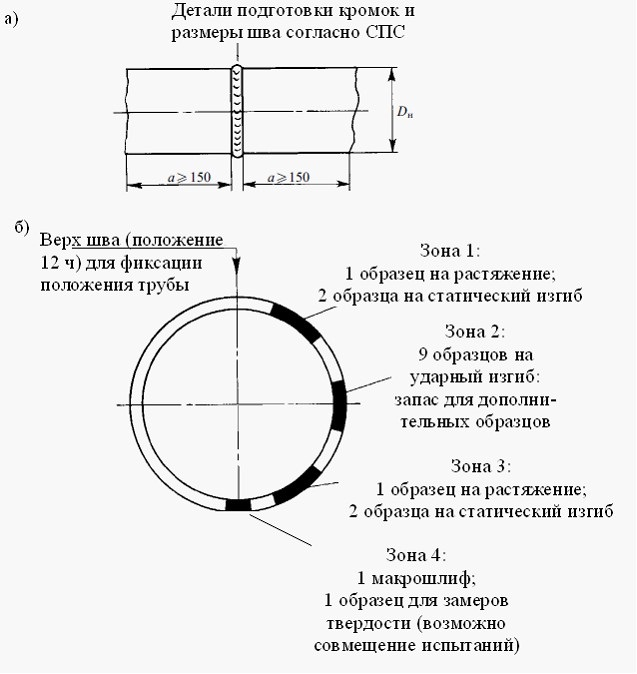 а)
Детали подготовки кромок и
размеры шва согласно СПС
Dн
a ⩾ 150
a ⩾ 150
б)
Верх шва (положение
12 ч) для фиксации
положения трубы
Зона 1:
1 образец на растяжение;
2 образца на статический изгиб
Зона 2:
9 образцов на
ударный изгиб:
запас для дополни-
тельных образцов
Зона 3:
1 образец на растяжение;
2 образца на статический изгиб
Зона 4:
1 макрошлиф;
1 образец для замеров
твердости (возможно
совмещение испытаний)